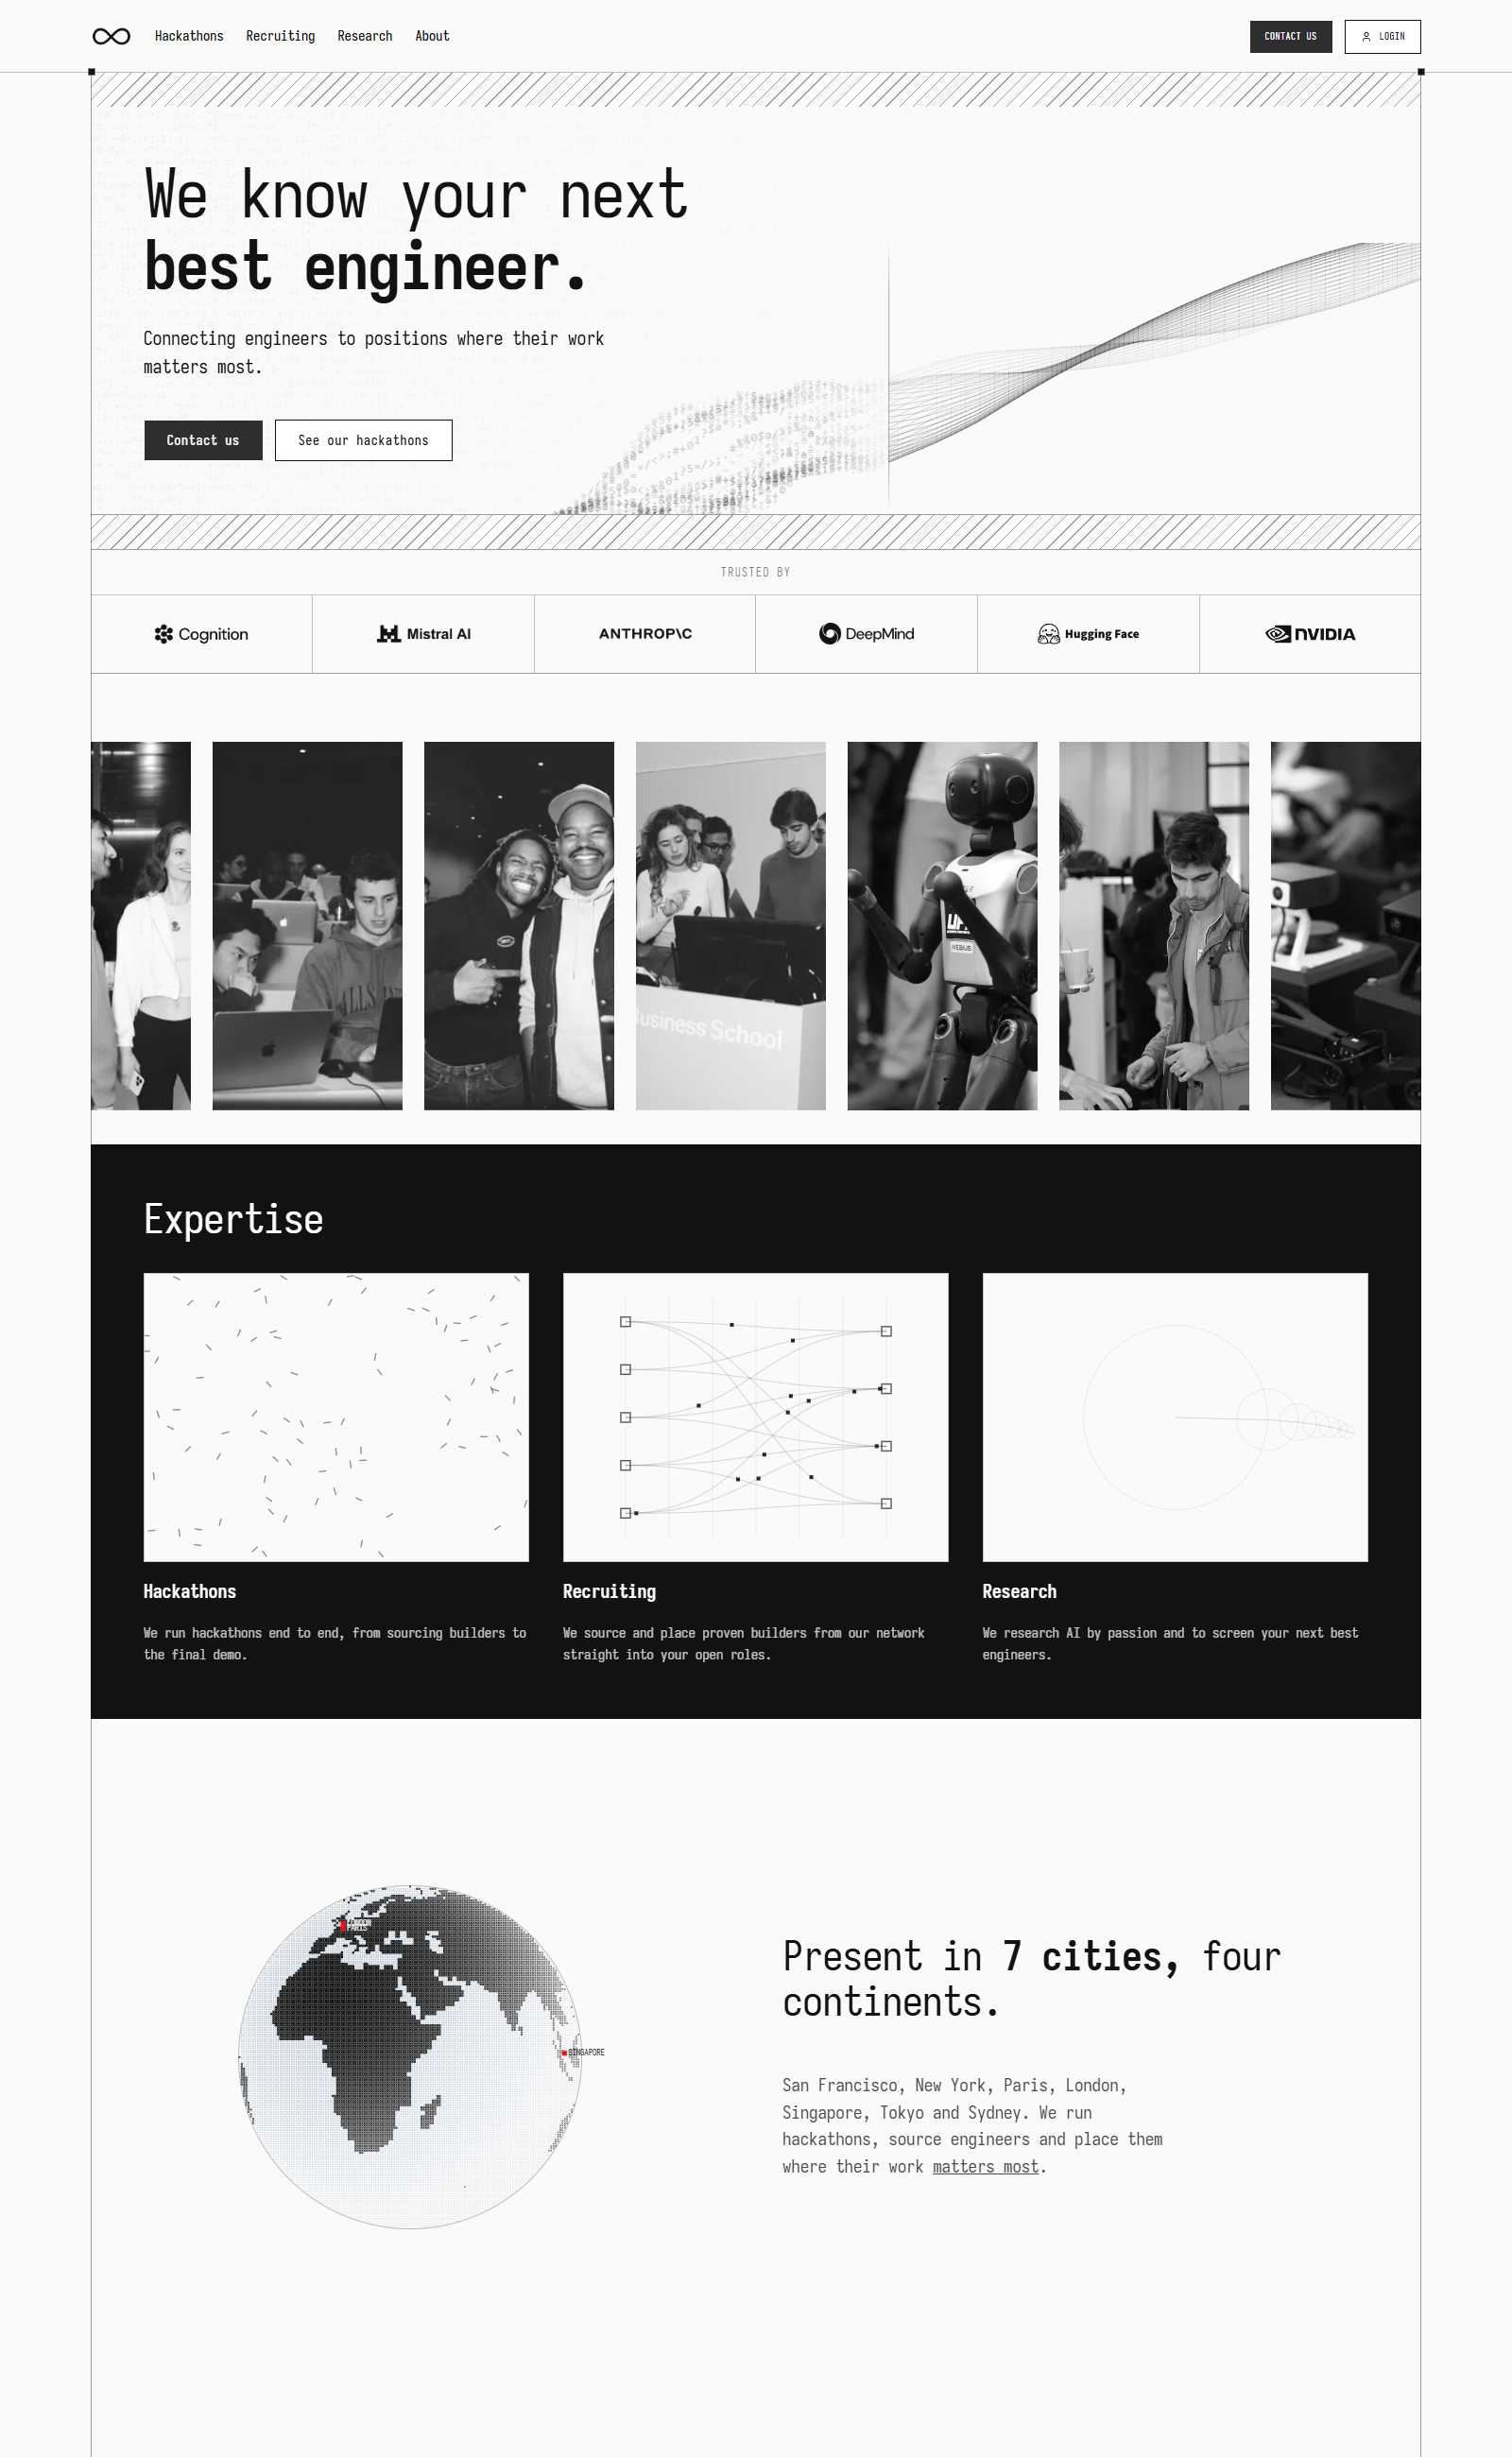 Hackathons Recruiting Research About CONTACT US LOGIN
We know your next
best engineer.
Connecting engineers to positions where their work
matters most.
Contact us See our hackathons
TRUSTED BY
Cognition Mistral AI ANTHROP\C DeepMind Hugging Face NVIDIA
Business School
Expertise
Hackathons
We run hackathons end to end, from sourcing builders to
the final demo.
Recruiting
We source and place proven builders from our network
straight into your open roles.
Research
We research AI by passion and to screen your next best
engineers.
LONDON
PARIS
SINGAPORE
Present in 7 cities, four
continents.
San Francisco, New York, Paris, London,
Singapore, Tokyo and Sydney. We run
hackathons, source engineers and place them
where their work matters most.